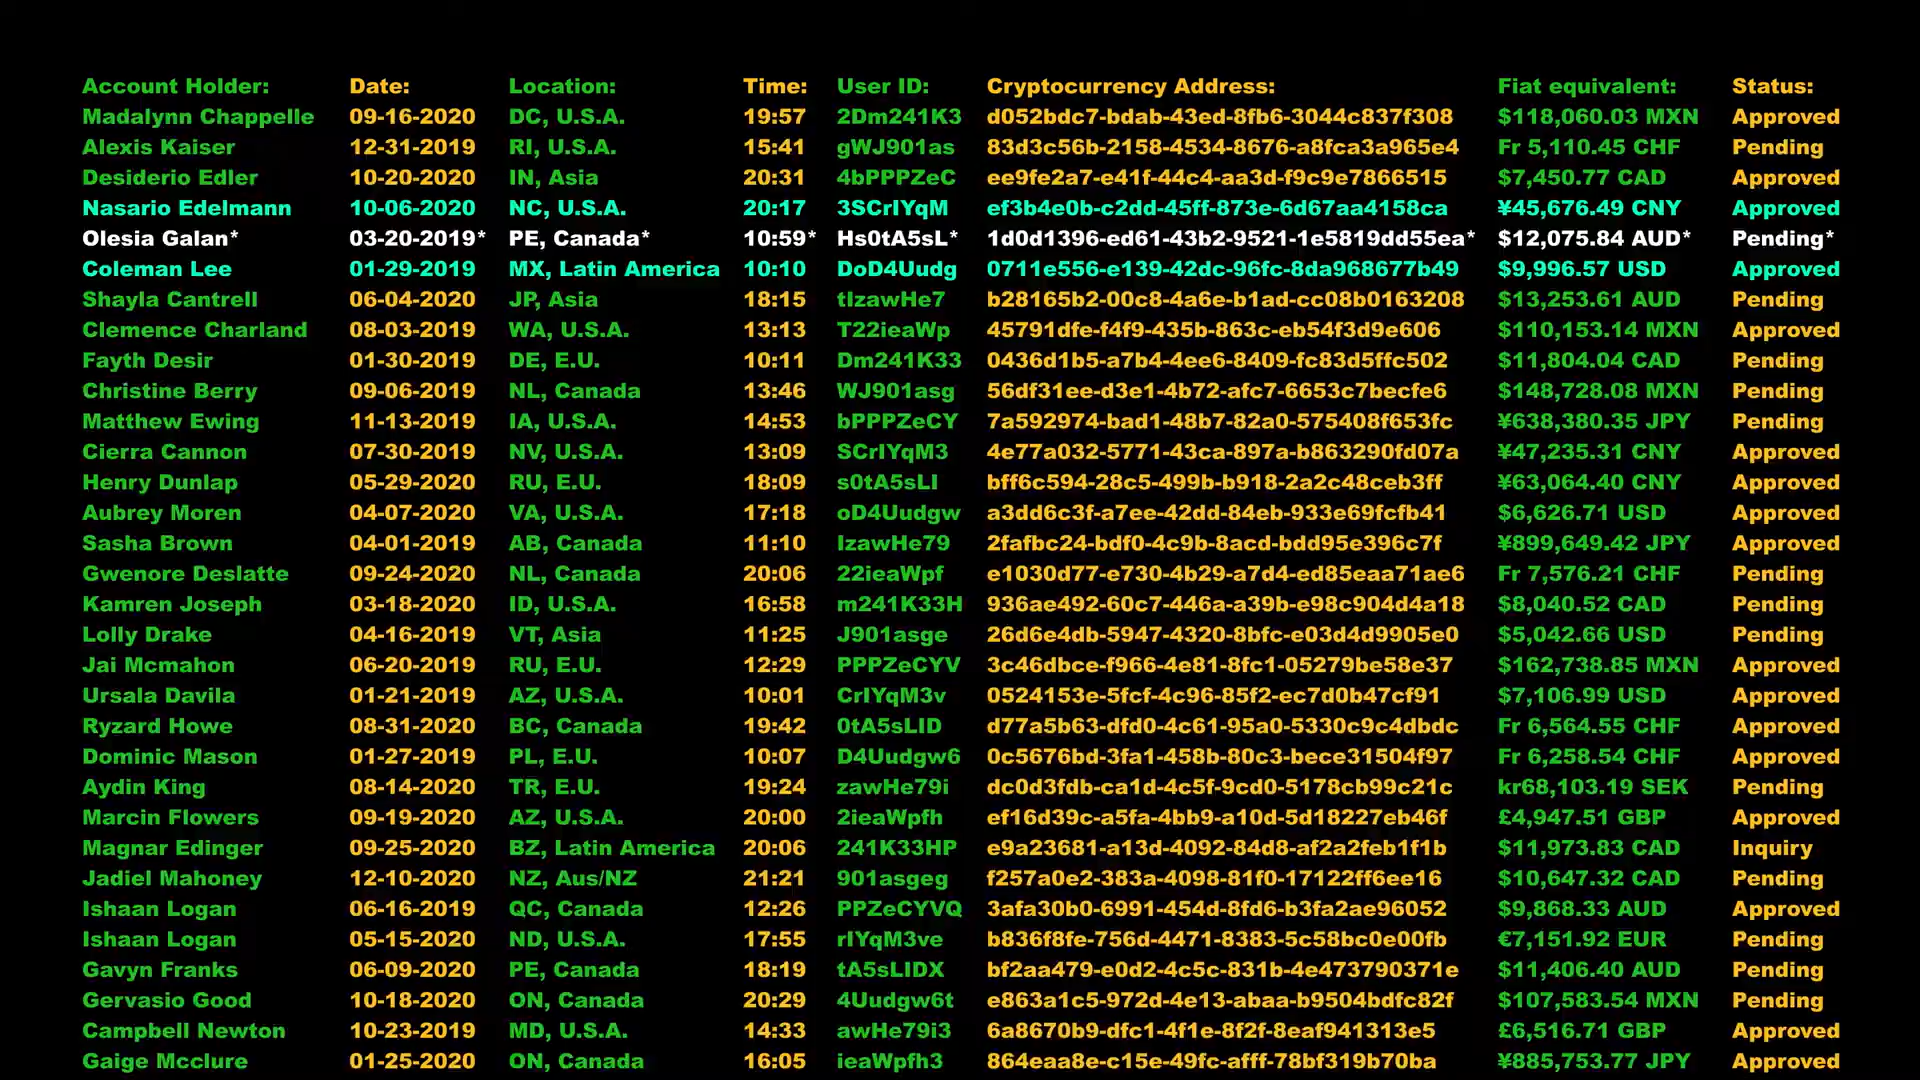 Account Holder: Date: Location: Time: User ID: Cryptocurrency Address: Fiat equivalent: Status:
Madalynn Chappelle 09-16-2020 DC, U.S.A. 19:57 2Dm241K3 d052bdc7-bdab-43ed-8fb6-3044c837f308 $118,060.03 MXN Approved
Alexis Kaiser 12-31-2019 RI, U.S.A. 15:41 gWJ901as 83d3c56b-2158-4534-8676-a8fca3a965e4 Fr 5,110.45 CHF Pending
Desiderio Edler 10-20-2020 IN, Asia 20:31 4bPPPZeC ee9fe2a7-e41f-44c4-aa3d-f9c9e7866515 $7,450.77 CAD Approved
Nasario Edelmann 10-06-2020 NC, U.S.A. 20:17 3SCrIYqM ef3b4e0b-c2dd-45ff-873e-6d67aa4158ca ¥45,676.49 CNY Approved
Olesia Galan* 03-20-2019* PE, Canada* 10:59* Hs0tA5sL* 1d0d1396-ed61-43b2-9521-1e5819dd55ea* $12,075.84 AUD* Pending*
Coleman Lee 01-29-2019 MX, Latin America 10:10 DoD4Uudg 0711e556-e139-42dc-96fc-8da968677b49 $9,996.57 USD Approved
Shayla Cantrell 06-04-2020 JP, Asia 18:15 tIzawHe7 b28165b2-00c8-4a6e-b1ad-cc08b0163208 $13,253.61 AUD Pending
Clemence Charland 08-03-2019 WA, U.S.A. 13:13 T22ieaWp 45791dfe-f4f9-435b-863c-eb54f3d9e606 $110,153.14 MXN Approved
Fayth Desir 01-30-2019 DE, E.U. 10:11 Dm241K33 0436d1b5-a7b4-4ee6-8409-fc83d5ffc502 $11,804.04 CAD Pending
Christine Berry 09-06-2019 NL, Canada 13:46 WJ901asg 56df31ee-d3e1-4b72-afc7-6653c7becfe6 $148,728.08 MXN Pending
Matthew Ewing 11-13-2019 IA, U.S.A. 14:53 bPPPZeCY 7a592974-bad1-48b7-82a0-575408f653fc ¥638,380.35 JPY Pending
Cierra Cannon 07-30-2019 NV, U.S.A. 13:09 SCrIYqM3 4e77a032-5771-43ca-897a-b863290fd07a ¥47,235.31 CNY Approved
Henry Dunlap 05-29-2020 RU, E.U. 18:09 s0tA5sLI bff6c594-28c5-499b-b918-2a2c48ceb3ff ¥63,064.40 CNY Approved
Aubrey Moren 04-07-2020 VA, U.S.A. 17:18 oD4Uudgw a3dd6c3f-a7ee-42dd-84eb-933e69fcfb41 $6,626.71 USD Approved
Sasha Brown 04-01-2019 AB, Canada 11:10 IzawHe79 2fafbc24-bdf0-4c9b-8acd-bdd95e396c7f ¥899,649.42 JPY Approved
Gwenore Deslatte 09-24-2020 NL, Canada 20:06 22ieaWpf e1030d77-e730-4b29-a7d4-ed85eaa71ae6 Fr 7,576.21 CHF Pending
Kamren Joseph 03-18-2020 ID, U.S.A. 16:58 m241K33H 936ae492-60c7-446a-a39b-e98c904d4a18 $8,040.52 CAD Pending
Lolly Drake 04-16-2019 VT, Asia 11:25 J901asge 26d6e4db-5947-4320-8bfc-e03d4d9905e0 $5,042.66 USD Pending
Jai Mcmahon 06-20-2019 RU, E.U. 12:29 PPPZeCYV 3c46dbce-f966-4e81-8fc1-05279be58e37 $162,738.85 MXN Approved
Ursala Davila 01-21-2019 AZ, U.S.A. 10:01 CrIYqM3v 0524153e-5fcf-4c96-85f2-ec7d0b47cf91 $7,106.99 USD Approved
Ryzard Howe 08-31-2020 BC, Canada 19:42 0tA5sLID d77a5b63-dfd0-4c61-95a0-5330c9c4dbdc Fr 6,564.55 CHF Approved
Dominic Mason 01-27-2019 PL, E.U. 10:07 D4Uudgw6 0c5676bd-3fa1-458b-80c3-bece31504f97 Fr 6,258.54 CHF Approved
Aydin King 08-14-2020 TR, E.U. 19:24 zawHe79i dc0d3fdb-ca1d-4c5f-9cd0-5178cb99c21c kr68,103.19 SEK Pending
Marcin Flowers 09-19-2020 AZ, U.S.A. 20:00 2ieaWpfh ef16d39c-a5fa-4bb9-a10d-5d18227eb46f £4,947.51 GBP Approved
Magnar Edinger 09-25-2020 BZ, Latin America 20:06 241K33HP e9a23681-a13d-4092-84d8-af2a2feb1f1b $11,973.83 CAD Inquiry
Jadiel Mahoney 12-10-2020 NZ, Aus/NZ 21:21 901asgeg f257a0e2-383a-4098-81f0-17122ff6ee16 $10,647.32 CAD Pending
Ishaan Logan 06-16-2019 QC, Canada 12:26 PPZeCYVQ 3afa30b0-6991-454d-8fd6-b3fa2ae96052 $9,868.33 AUD Approved
Ishaan Logan 05-15-2020 ND, U.S.A. 17:55 rIYqM3ve b836f8fe-756d-4471-8383-5c58bc0e00fb €7,151.92 EUR Pending
Gavyn Franks 06-09-2020 PE, Canada 18:19 tA5sLIDX bf2aa479-e0d2-4c5c-831b-4e473790371e $11,406.40 AUD Pending
Gervasio Good 10-18-2020 ON, Canada 20:29 4Uudgw6t e863a1c5-972d-4e13-abaa-b9504bdfc82f $107,583.54 MXN Pending
Campbell Newton 10-23-2019 MD, U.S.A. 14:33 awHe79i3 6a8670b9-dfc1-4f1e-8f2f-8eaf941313e5 £6,516.71 GBP Approved
Gaige Mcclure 01-25-2020 ON, Canada 16:05 ieaWpfh3 864eaa8e-c15e-49fc-afff-78bf319b70ba ¥885,753.77 JPY Approved